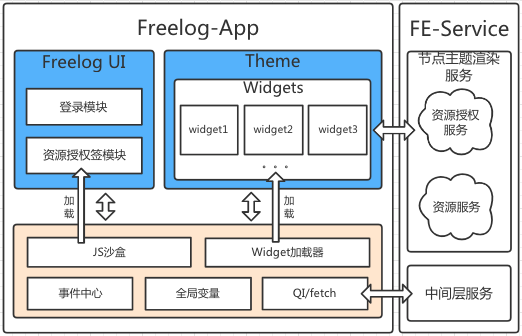 Freelog-App
FE-Service
Freelog UI
登录模块
资源授权签模块
Theme
Widgets
widget1
widget2
widget3
。。。
节点主题渲染
服务
资源授权
服务
资源服务
加
载
加
载
JS沙盒
Widget加载器
事件中心
全局变量
QI/fetch
中间层服务